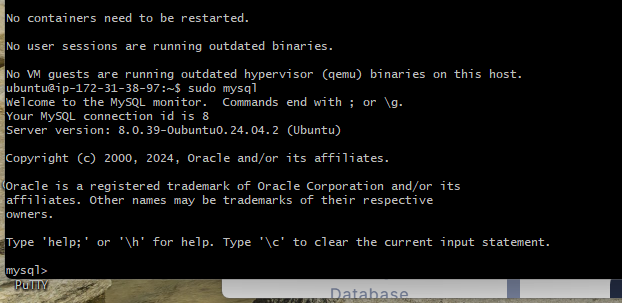 No containers need to be restarted.
No user sessions are running outdated binaries.
No VM guests are running outdated hypervisor (qemu) binaries on this host.
ubuntu@ip-172-31-38-97:~$ sudo mysql
Welcome to the MySQL monitor.  Commands end with ; or \g.
Your MySQL connection id is 8
Server version: 8.0.39-0ubuntu0.24.04.2 (Ubuntu)
Copyright (c) 2000, 2024, Oracle and/or its affiliates.
Oracle is a registered trademark of Oracle Corporation and/or its
affiliates. Other names may be trademarks of their respective
owners.
Type 'help;' or '\h' for help. Type '\c' to clear the current input statement.
mysql>
PuTTY
Database